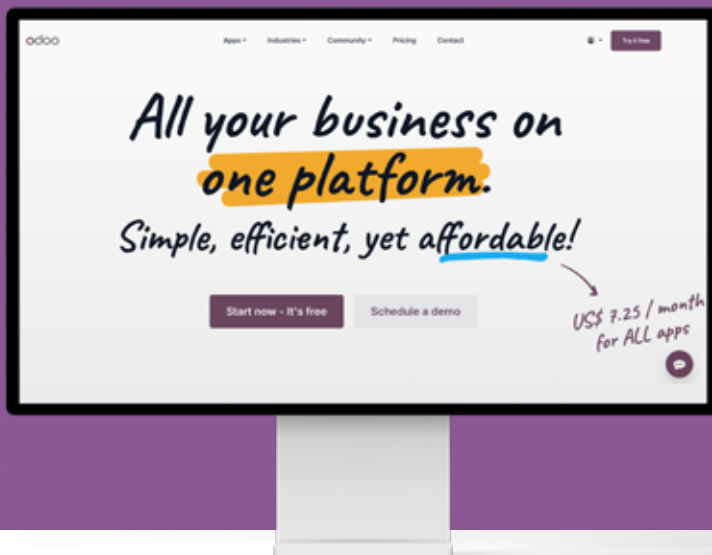 odoo
Apps Industries Community Pricing Contact
Try it free
All your business on
one platform.
Simple, efficient, yet affordable!
US$ 7.25 / month
for ALL apps
Start now - It's free
Schedule a demo